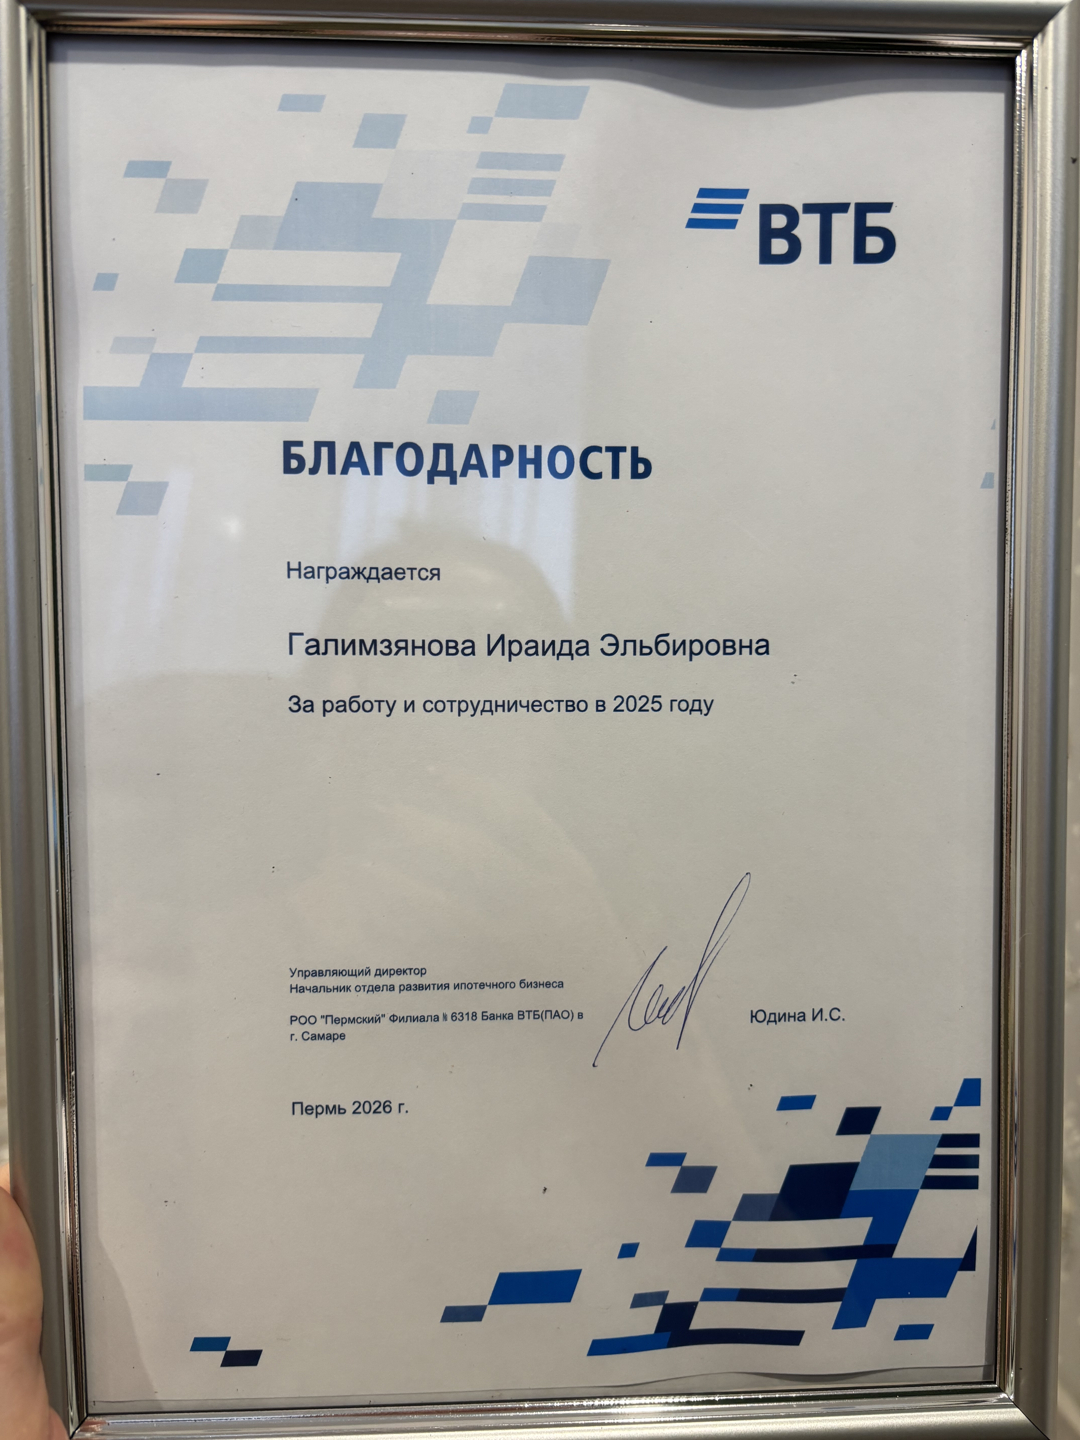 ВТБ
БЛАГОДАРНОСТЬ
Награждается
Галимзянова Ираида Эльбировна
За работу и сотрудничество в 2025 году
Управляющий директор
Начальник отдела развития ипотечного бизнеса
РОО "Пермский" Филиала № 6318 Банка ВТБ(ПАО) в
г. Самаре
Юдина И.С.
Пермь 2026 г.